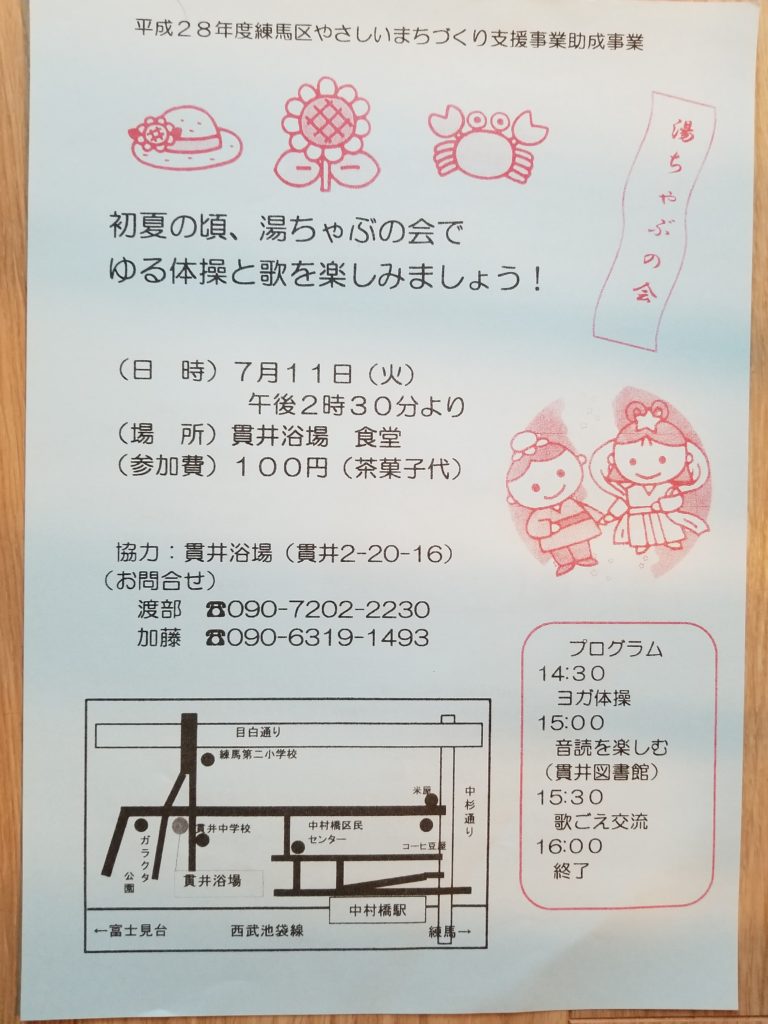 平成２８年度練馬区やさしいまちづくり支援事業助成事業
湯ちゃぶの会
初夏の頃、湯ちゃぶの会で
ゆる体操と歌を楽しみましょう！
（日　時）７月１１日（火）
午後２時３０分より
（場　所）貫井浴場　食堂
（参加費）１００円（茶菓子代）
協力：貫井浴場（貫井2-20-16）
（お問合せ）
渡部　☎090-7202-2230
加藤　☎090-6319-1493
プログラム
14:30
ヨガ体操
15:00
音読を楽しむ
（貫井図書館）
15:30
歌ごえ交流
16:00
終了
目白通り
練馬第二小学校
米屋
中杉通り
貫井中学校
中村橋区民
センター
コーヒ豆屋
ガラクタ
公園
貫井浴場
中村橋駅
←富士見台　西武池袋線　練馬→